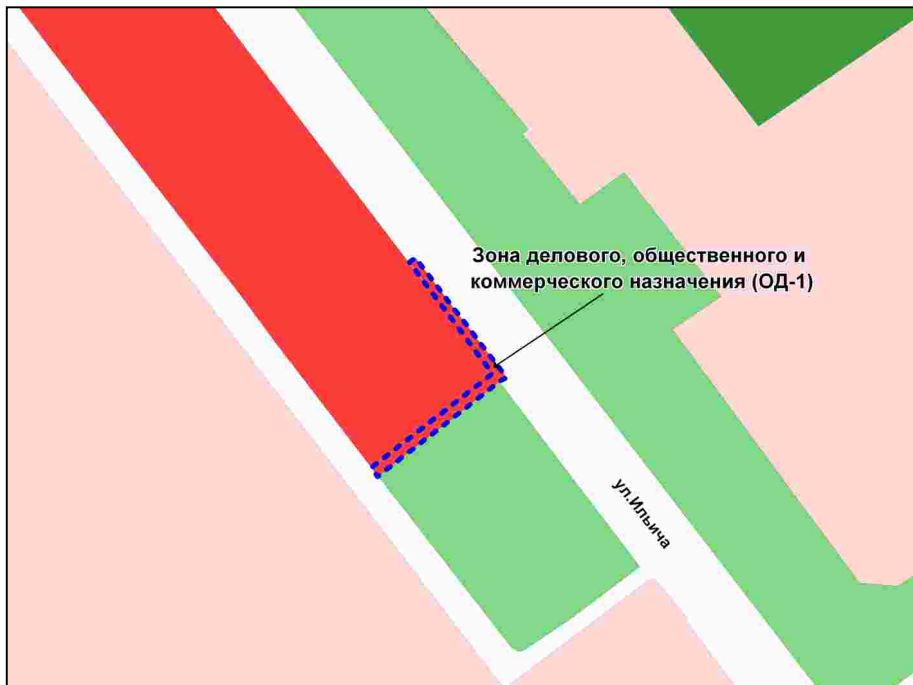 Зона делового, общественного и
коммерческого назначения (ОД-1)
ул.Ильича